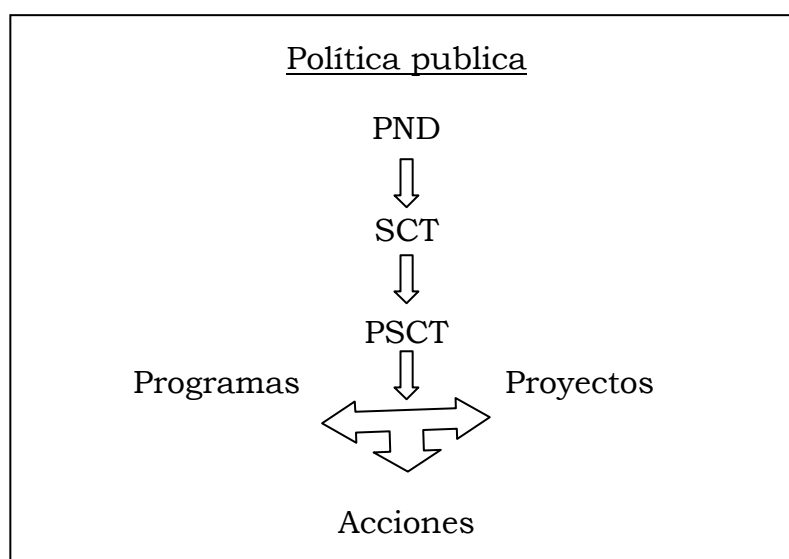 Política publica
PND
SCT
PSCT
Programas Proyectos
Acciones